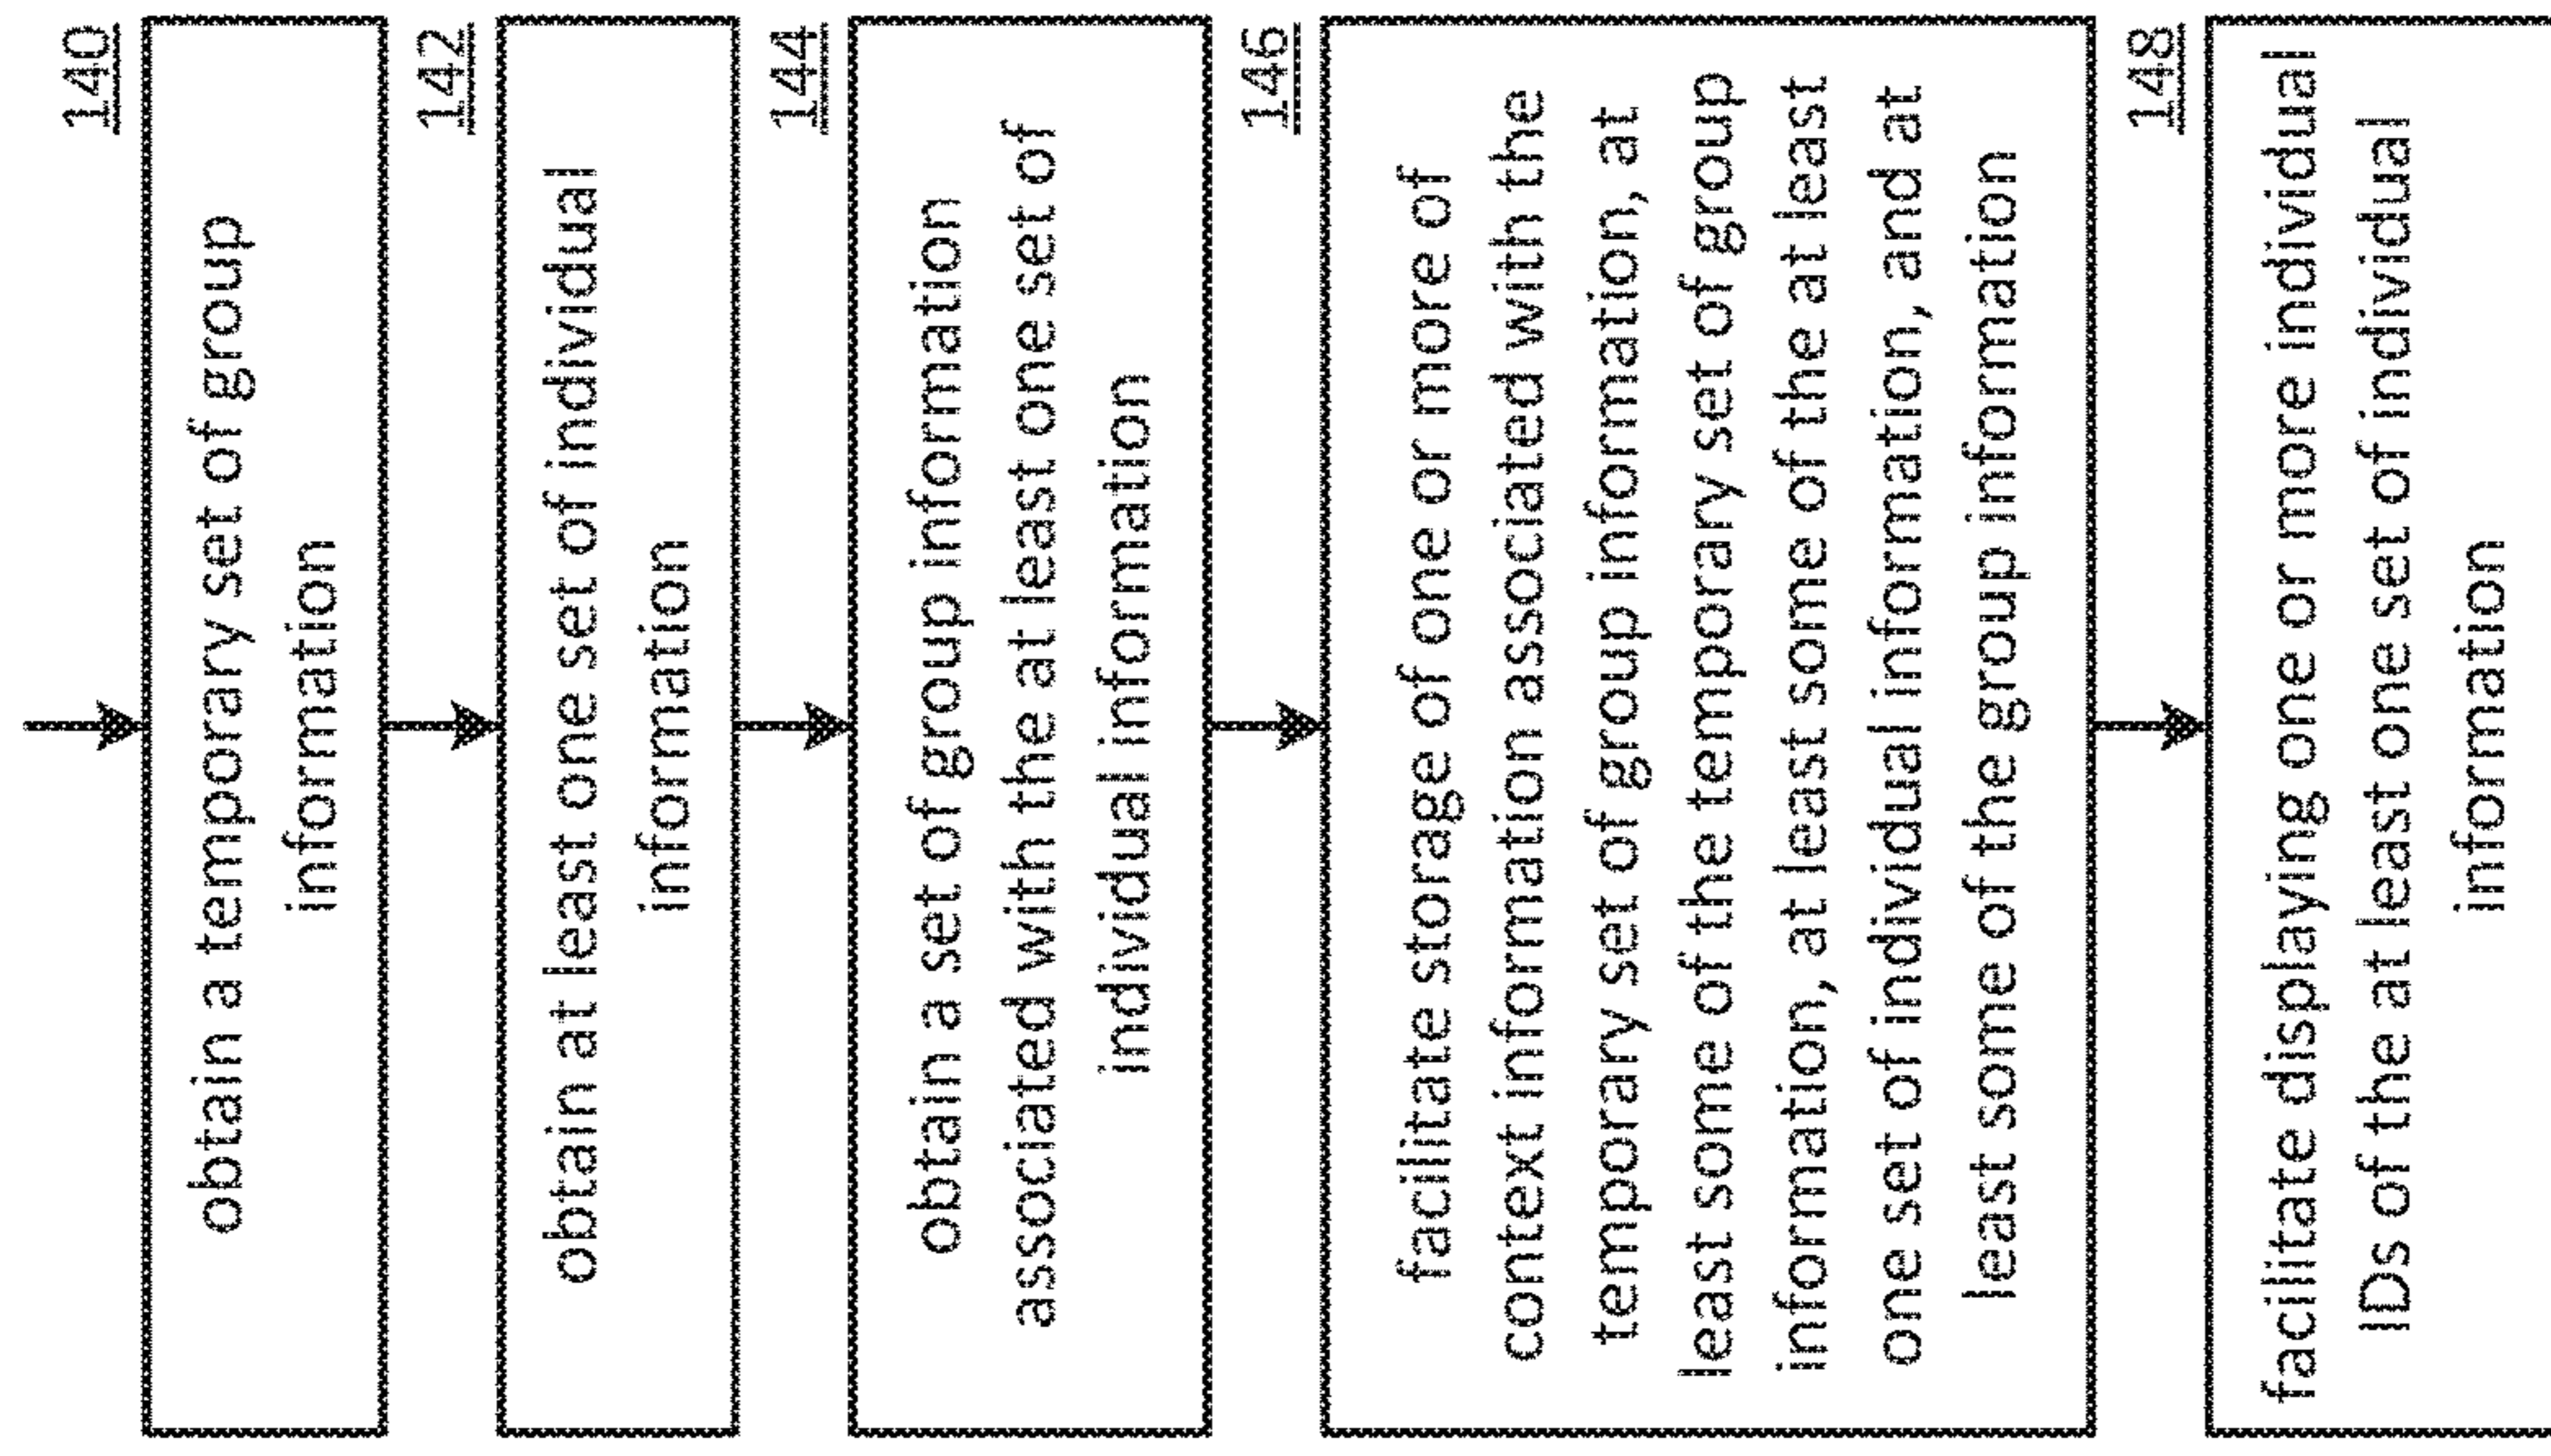 140
obtain a temporary set of group
information
142
obtain at least one set of individual
information
144
obtain a set of group information
associated with the at least one set of
individual information
146
facilitate storage of one or more of
context information associated with the
temporary set of group information, at
least some of the temporary set of group
information, at least some of the at least
one set of individual information, and at
least some of the group information
148
facilitate displaying one or more individual
IDs of the at least one set of individual
information